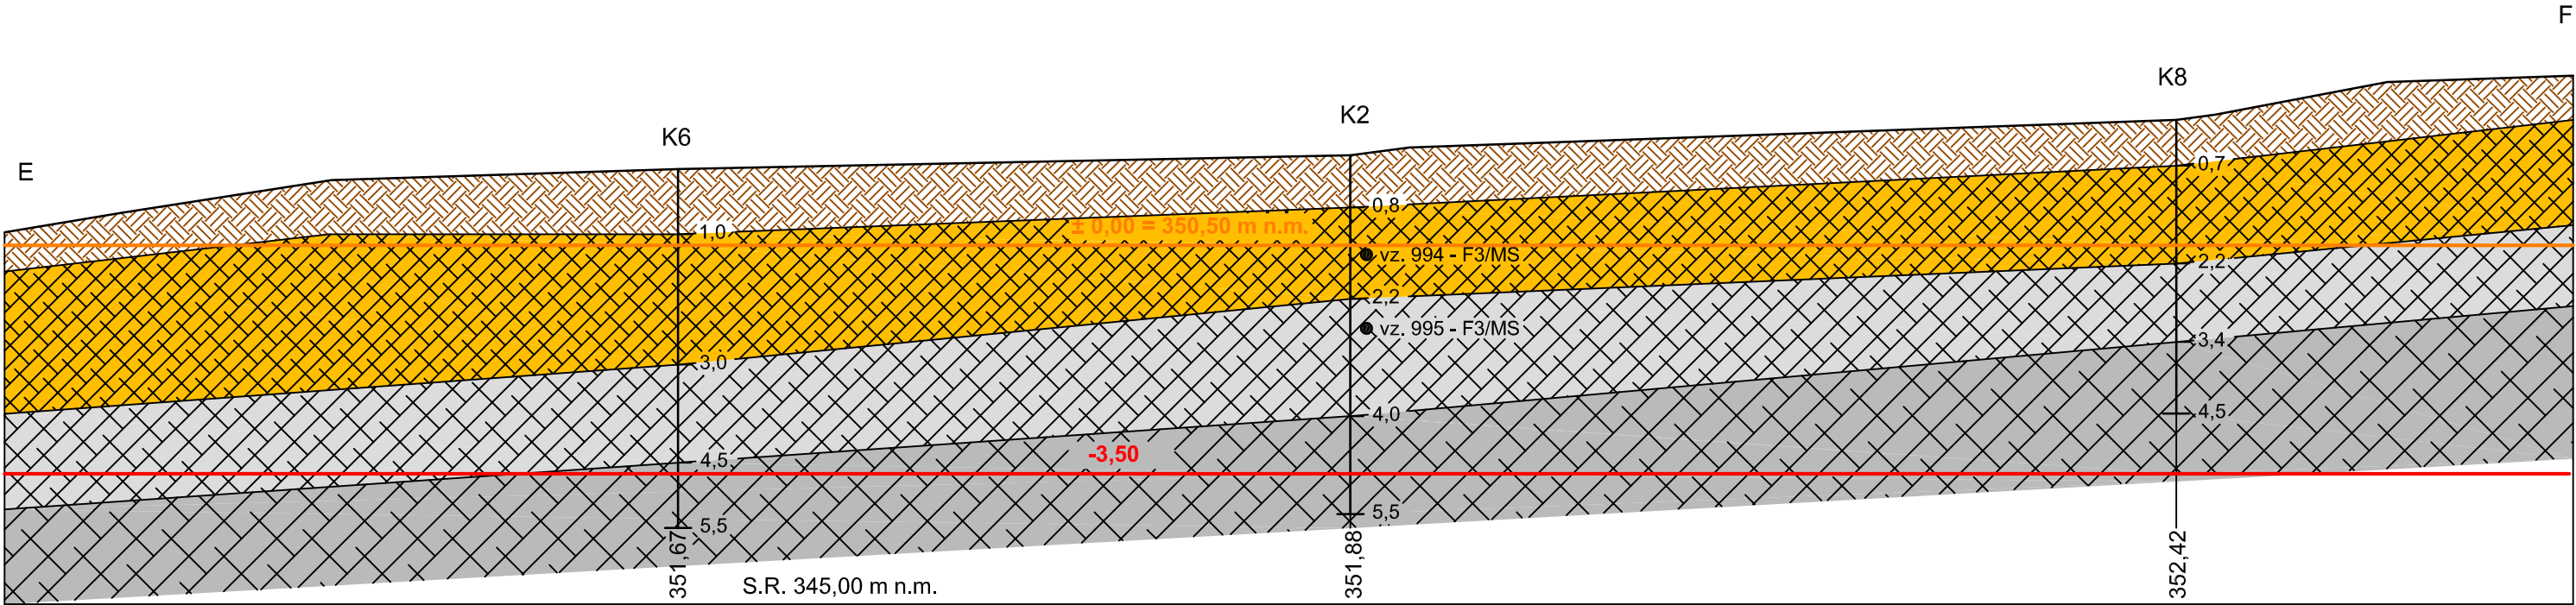 F
K8
K2
K6
E
0,7
0,8
± 0,00 = 350,50 m n.m.
1,0
vz. 994 - F3/MS
2,2
2,2
vz. 995 - F3/MS
3,4
3,0
4,5
4,0
-3,50
4,5
5,5
5,5
351,67
351,88
352,42
S.R. 345,00 m n.m.